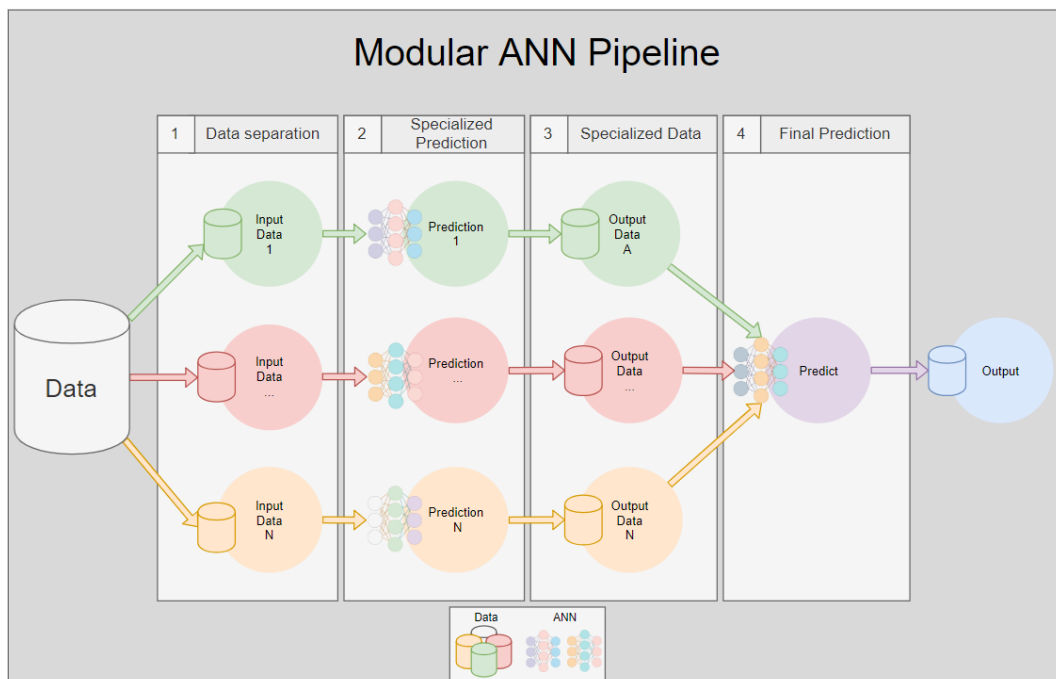 Modular ANN Pipeline
1
Data separation
2
Specialized
Prediction
3
Specialized Data
4
Final Prediction
Input
Data
1
Prediction
1
Output
Data
A
Data
Input
Data
...
Prediction
...
Output
Data
...
Predict
Output
Input
Data
N
Prediction
N
Output
Data
N
Data
ANN